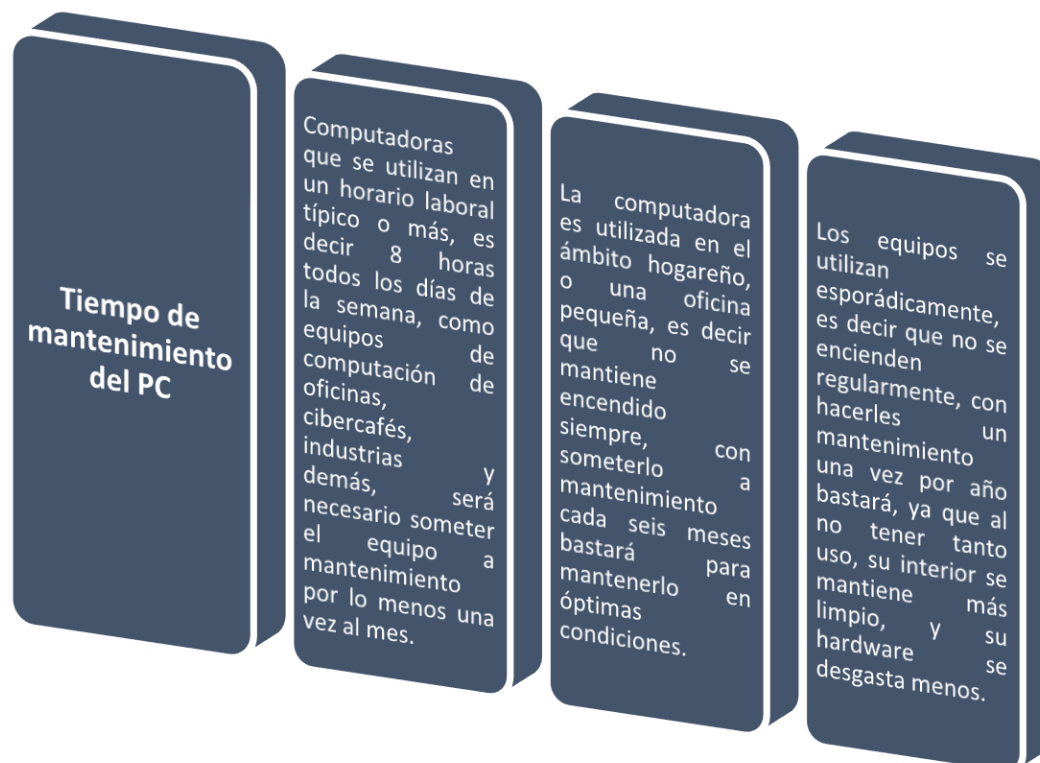 Tiempo de
mantenimiento
del PC
Computadoras
que se utilizan en
un horario laboral
típico o más, es
decir 8 horas
todos los días de
la semana, como
equipos de
computación de
oficinas,
cibercafés,
industrias y
demás, será
necesario someter
el equipo a
mantenimiento
por lo menos una
vez al mes.
La computadora
es utilizada en el
ámbito hogareño,
o una oficina
pequeña, es decir
que no se
mantiene
encendido
siempre, con
someterlo a
mantenimiento
cada seis meses
bastará para
mantenerlo en
óptimas
condiciones.
Los equipos se
utilizan
esporádicamente,
es decir que no se
encienden
regularmente, con
hacerles un
mantenimiento
una vez por año
bastará, ya que al
no tener tanto
uso, su interior se
mantiene más
limpio, y su
hardware se
desgasta menos.